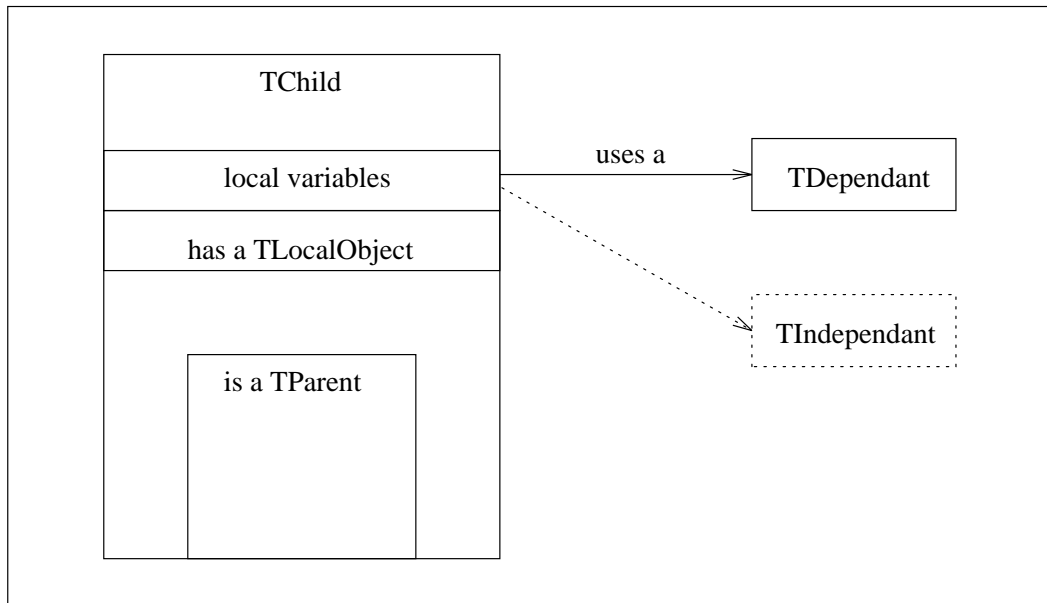 TChild
local variables
uses a
TDependant
has a TLocalObject
TIndependant
is a TParent